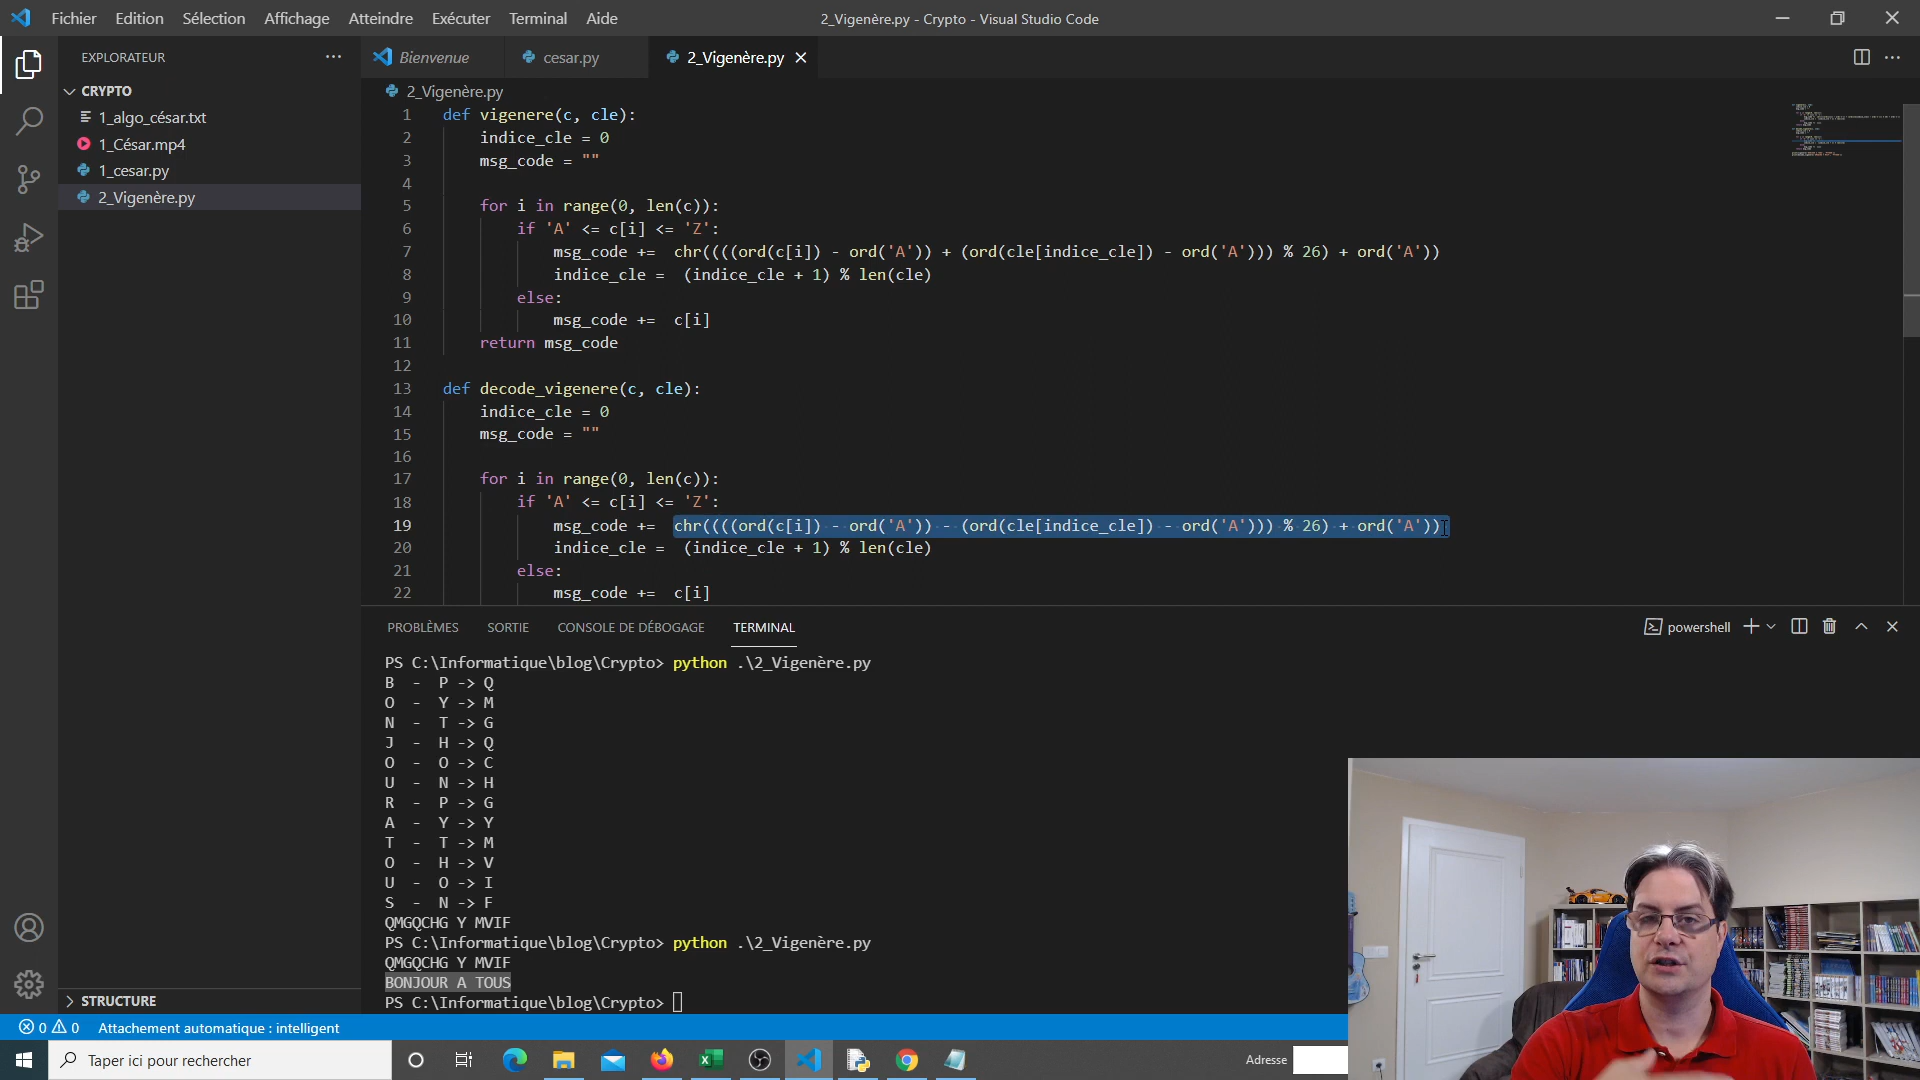 Fichier Edition Sélection Affichage Atteindre Exécuter Terminal Aide
2_Vigenère.py - Crypto - Visual Studio Code
EXPLORATEUR
Bienvenue
cesar.py
2_Vigenère.py
CRYPTO
1_algo_césar.txt
1_César.mp4
1_cesar.py
2_Vigenère.py
2_Vigenère.py
1 def vigenere(c, cle):
2 indice_cle = 0
3 msg_code = ""
4
5 for i in range(0, len(c)):
6 if 'A' <= c[i] <= 'Z':
7 msg_code += chr((((ord(c[i]) - ord('A')) + (ord(cle[indice_cle]) - ord('A'))) % 26) + ord('A'))
8 indice_cle = (indice_cle + 1) % len(cle)
9 else:
10 msg_code += c[i]
11 return msg_code
12
13 def decode_vigenere(c, cle):
14 indice_cle = 0
15 msg_code = ""
16
17 for i in range(0, len(c)):
18 if 'A' <= c[i] <= 'Z':
19 msg_code += chr((((ord(c[i]) - ord('A')) - (ord(cle[indice_cle]) - ord('A'))) % 26) + ord('A'))
20 indice_cle = (indice_cle + 1) % len(cle)
21 else:
22 msg_code += c[i]
PROBLÈMES SORTIE CONSOLE DE DÉBOGAGE TERMINAL
powershell
PS C:\Informatique\blog\Crypto> python .\2_Vigenère.py
B - P -> Q
O - Y -> M
N - T -> G
J - H -> Q
O - O -> C
U - N -> H
R - P -> G
A - Y -> Y
T - T -> M
O - H -> V
U - O -> I
S - N -> F
QMGQCHG Y MVIF
PS C:\Informatique\blog\Crypto> python .\2_Vigenère.py
QMGQCHG Y MVIF
BONJOUR A TOUS
PS C:\Informatique\blog\Crypto>
STRUCTURE
0 0 Attachement automatique : intelligent
Taper ici pour rechercher
Adresse